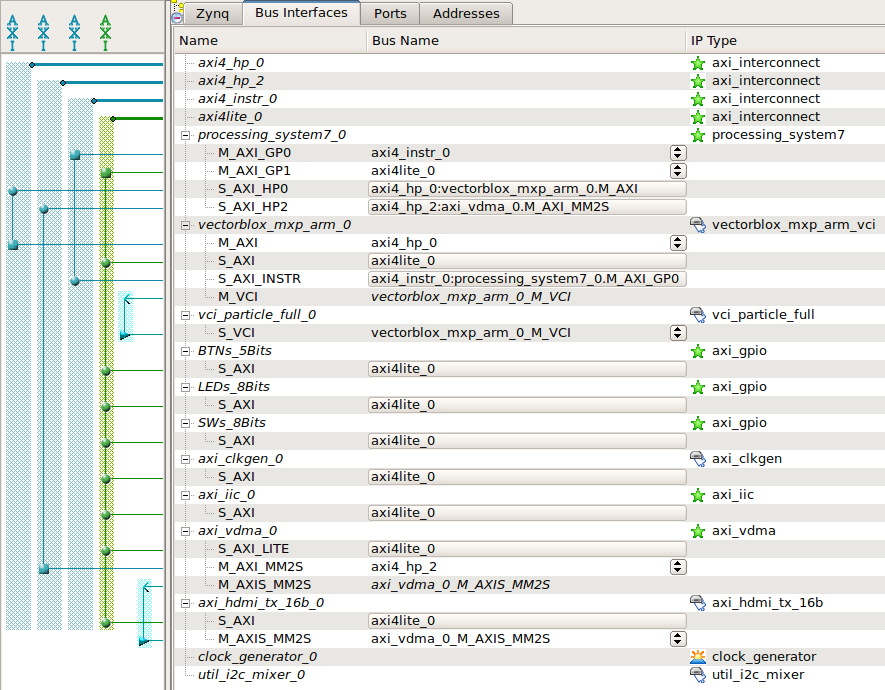 AXI AXI AXI AXI
Zynq Bus Interfaces Ports Addresses
Name Bus Name IP Type
axi4_hp_0 axi_interconnect
axi4_hp_2 axi_interconnect
axi4_instr_0 axi_interconnect
axi4lite_0 axi_interconnect
processing_system7_0 processing_system7
M_AXI_GP0 axi4_instr_0
M_AXI_GP1 axi4lite_0
S_AXI_HP0 axi4_hp_0:vectorblox_mxp_arm_0.M_AXI
S_AXI_HP2 axi4_hp_2:axi_vdma_0.M_AXI_MM2S
vectorblox_mxp_arm_0 vectorblox_mxp_arm_vci
M_AXI axi4_hp_0
S_AXI axi4lite_0
S_AXI_INSTR axi4_instr_0:processing_system7_0.M_AXI_GP0
M_VCI vectorblox_mxp_arm_0_M_VCI
vci_particle_full_0 vci_particle_full
S_VCI vectorblox_mxp_arm_0_M_VCI
BTNs_5Bits axi_gpio
S_AXI axi4lite_0
LEDs_8Bits axi_gpio
S_AXI axi4lite_0
SWs_8Bits axi_gpio
S_AXI axi4lite_0
axi_clkgen_0 axi_clkgen
S_AXI axi4lite_0
axi_iic_0 axi_iic
S_AXI axi4lite_0
axi_vdma_0 axi_vdma
S_AXI_LITE axi4lite_0
M_AXI_MM2S axi4_hp_2
M_AXIS_MM2S axi_vdma_0_M_AXIS_MM2S
axi_hdmi_tx_16b_0 axi_hdmi_tx_16b
S_AXI axi4lite_0
M_AXIS_MM2S axi_vdma_0_M_AXIS_MM2S
clock_generator_0 clock_generator
util_i2c_mixer_0 util_i2c_mixer